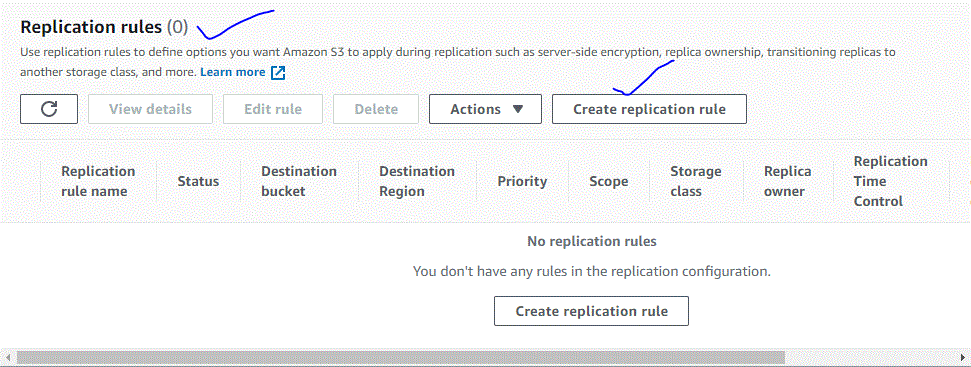 Replication rules (0)
Use replication rules to define options you want Amazon S3 to apply during replication such as server-side encryption, replica ownership, transitioning replicas to
another storage class, and more. Learn more
View details
Edit rule
Delete
Actions
Create replication rule
Replication
rule name
Status
Destination
bucket
Destination
Region
Priority
Scope
Storage
class
Replica
owner
Replication
Time
Control
No replication rules
You don't have any rules in the replication configuration.
Create replication rule